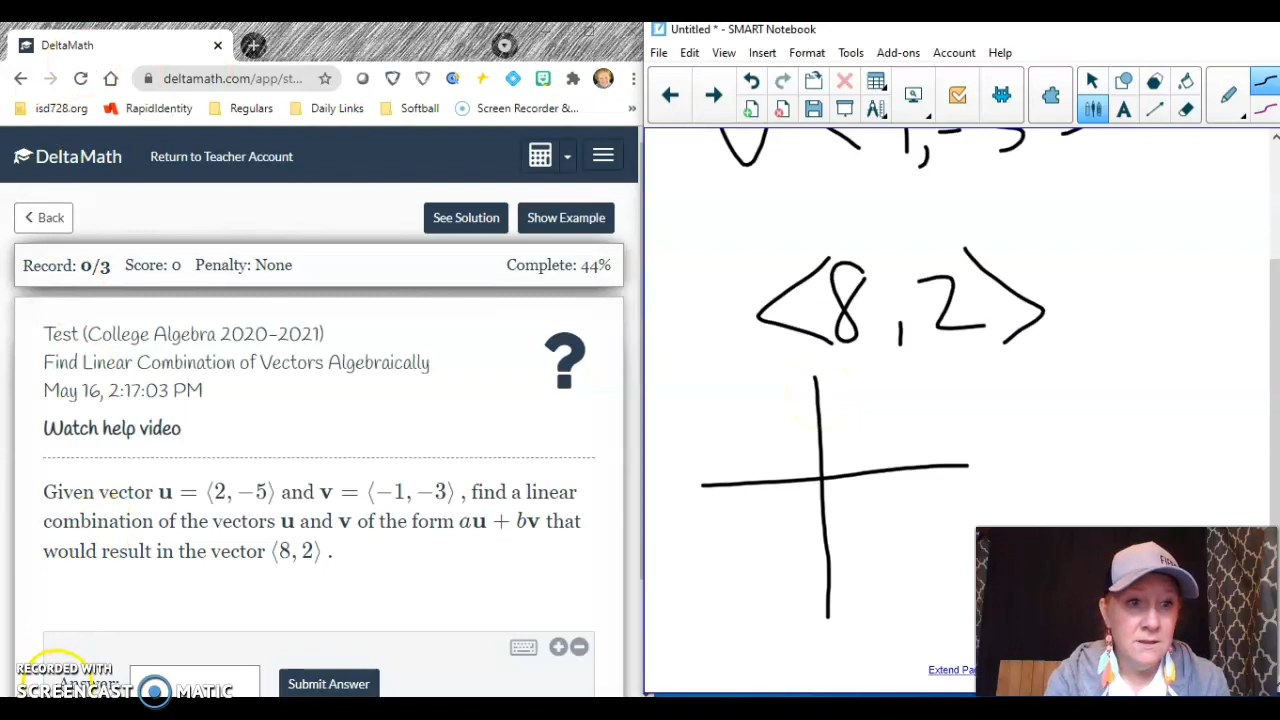 DeltaMath
Untitled * - SMART Notebook
File Edit View Insert Format Tools Add-ons Account Help
deltamath.com/app/st...
isd728.org RapidIdentity Regulars Daily Links Softball Screen Recorder &... »
DeltaMath Return to Teacher Account
Back See Solution Show Example
Record: 0/3 Score: 0 Penalty: None Complete: 44%
Test (College Algebra 2020-2021)
Find Linear Combination of Vectors Algebraically
May 16, 2:17:03 PM
Watch help video
?
Given vector u = ⟨2, −5⟩ and v = ⟨−1, −3⟩ , find a linear
combination of the vectors u and v of the form au + bv that
would result in the vector ⟨8, 2⟩ .
Answer:
Submit Answer
RECORDED WITH
SCREENCAST MATIC
<8, 2>
Extend Pa